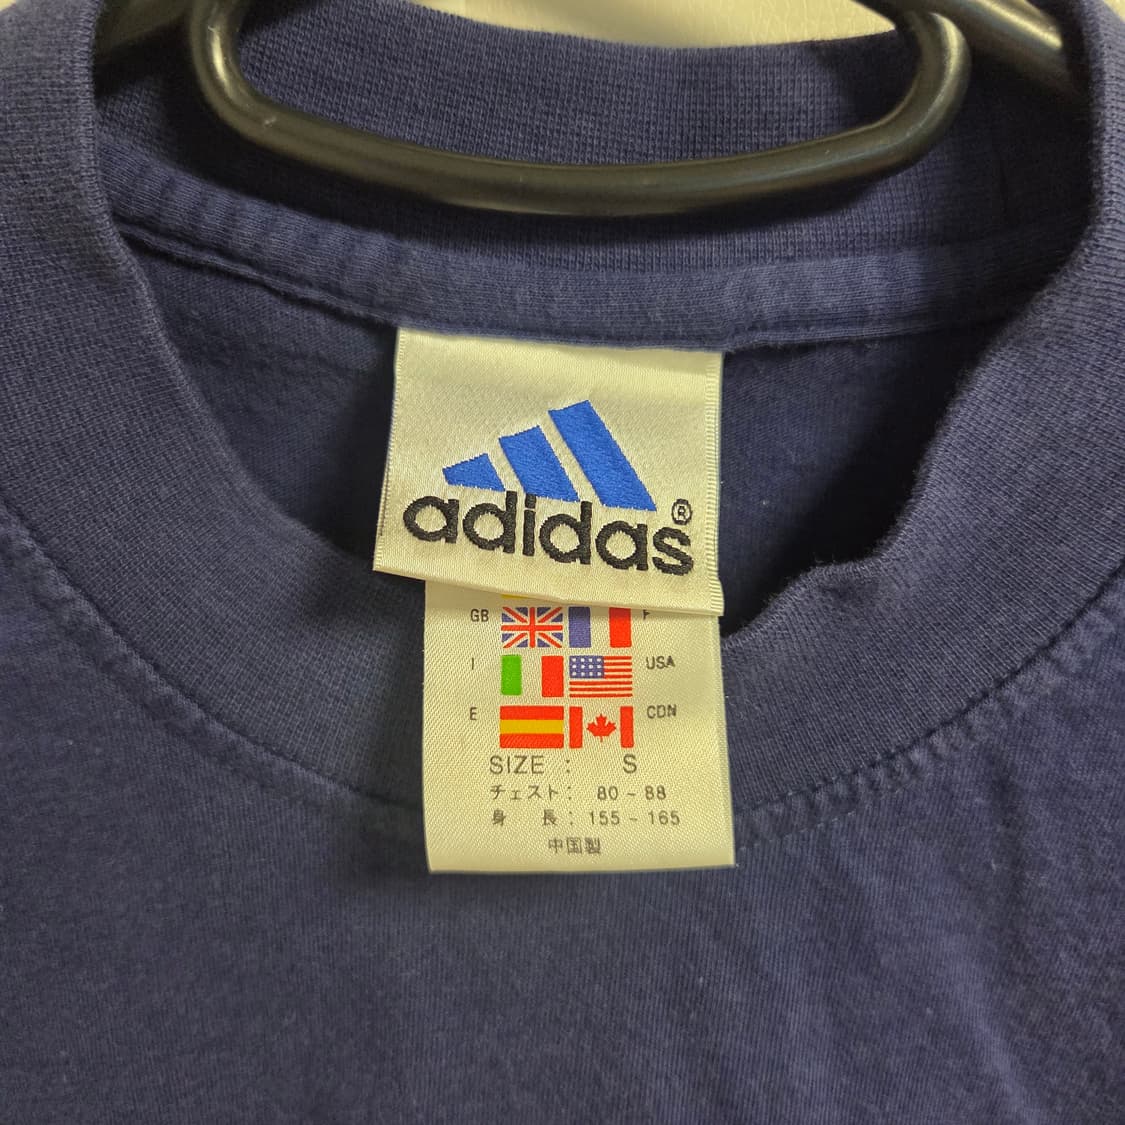 adidas®
GB F
I USA
E CDN
SIZE : S
チェスト: 80 - 88
身 長: 155 - 165
中国製